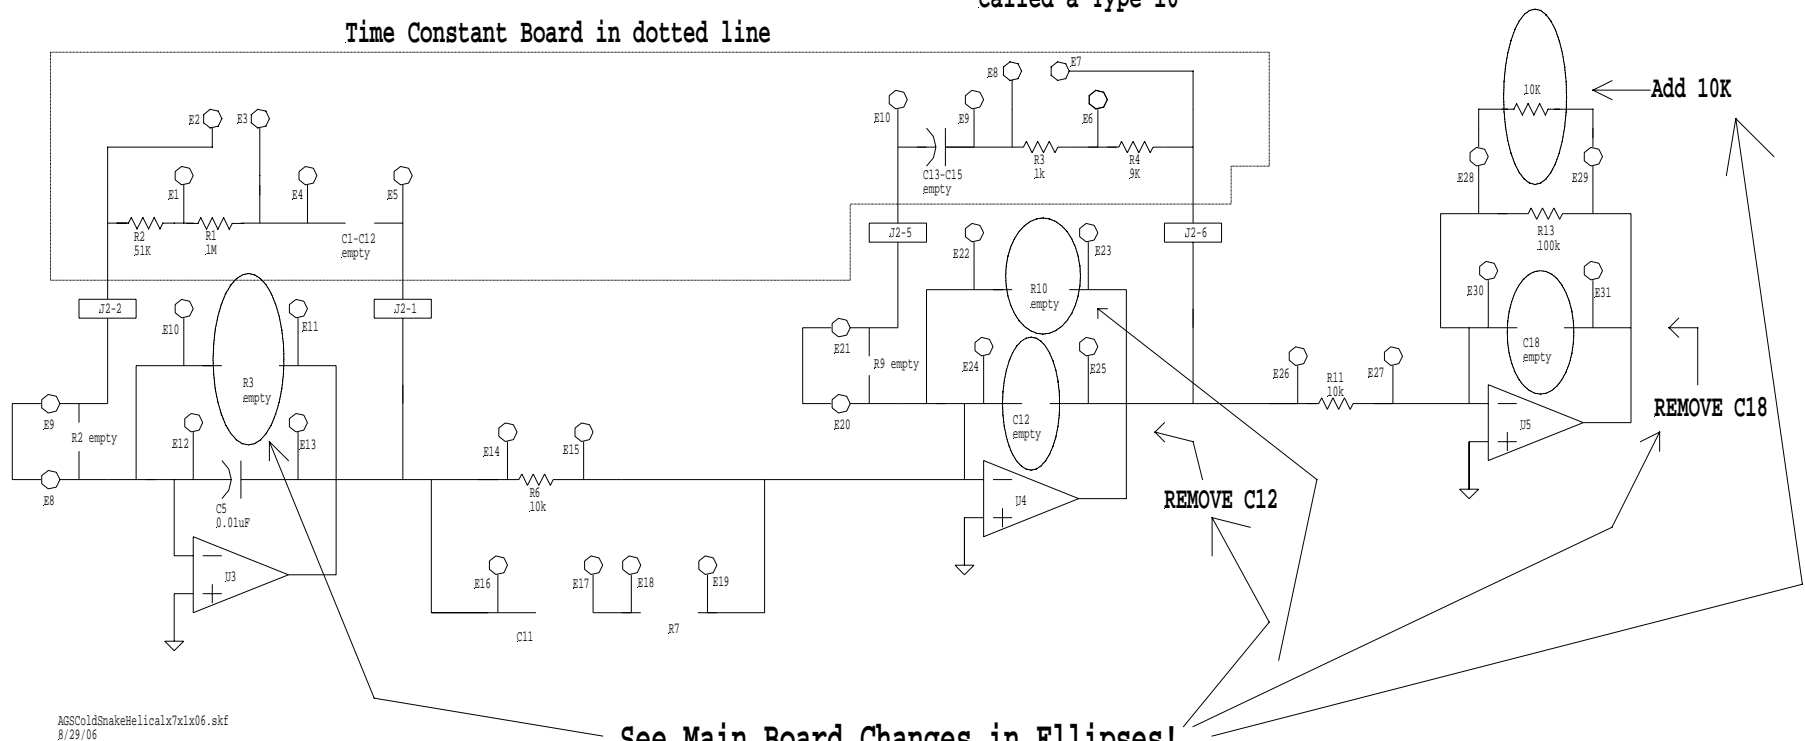 Called a Type 10
Time Constant Board in dotted line
E2
E3
E1
E4
E5
R2
51K
R1
1M
C1-C12
empty
E10
E9
E8
E7
E6
C13-C15
empty
R3
1k
R4
9K
10K
Add 10K
E28
E29
R13
100k
J2-2
J2-1
J2-5
J2-6
E10
E11
R3
empty
E9
R2 empty
E8
E12
E13
C5
0.01uF
U3
E14
E15
R6
10k
E16
E17
E18
E19
C11
R7
E22
E23
R10
empty
E21
R9 empty
E20
E24
E25
C12
empty
U4
REMOVE C12
E26
R11
10k
E27
E30
E31
C18
empty
U5
REMOVE C18
AGSColdSnakeHelicalx7x1x06.skf
8/29/06
See Main Board Changes in Ellipses!